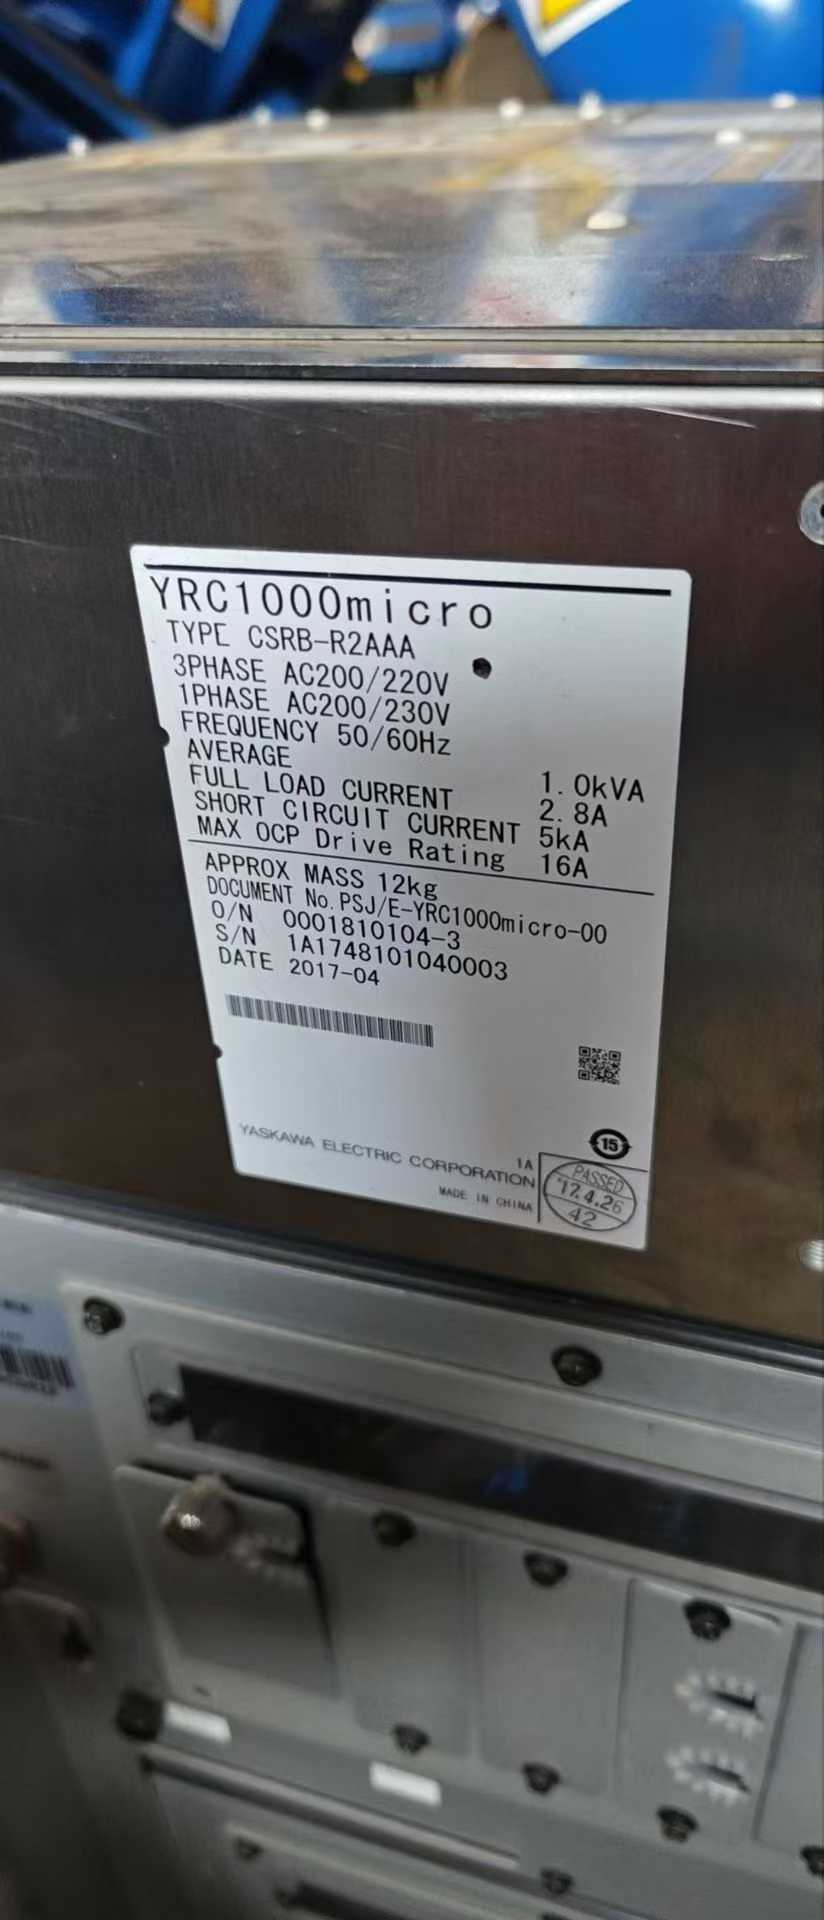 YRC1000micro
TYPE CSRB-R2AAA
3PHASE AC200/220V
1PHASE AC200/230V
FREQUENCY 50/60Hz
AVERAGE 1.0kVA
FULL LOAD CURRENT 2.8A
SHORT CIRCUIT CURRENT 5kA
MAX OCP Drive Rating 16A
APPROX MASS 12kg
DOCUMENT No. PSJ/E-YRC1000micro-00
O/N 0001810104-3
S/N 1A1748101040003
DATE 2017-04
15
YASKAWA ELECTRIC CORPORATION
1A
MADE IN CHINA
PASSED
'17.4.26
42